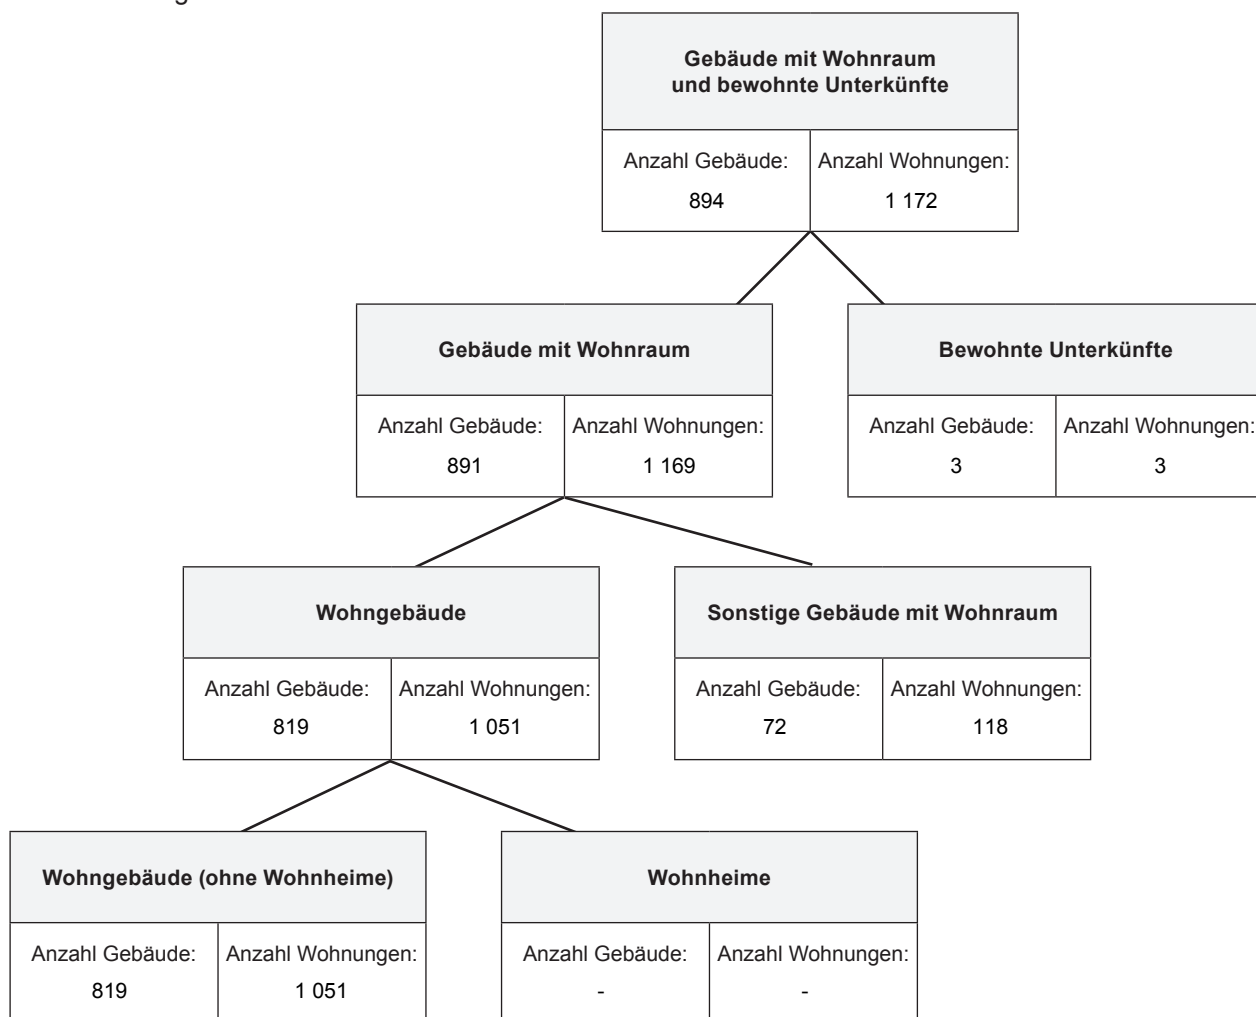 Gebäude mit Wohnraum
und bewohnte Unterkünfte
Anzahl Gebäude: Anzahl Wohnungen:
894 1 172
Gebäude mit Wohnraum
Bewohnte Unterkünfte
Anzahl Gebäude: Anzahl Wohnungen:
891 1 169
Anzahl Gebäude: Anzahl Wohnungen:
3 3
Wohngebäude
Sonstige Gebäude mit Wohnraum
Anzahl Gebäude: Anzahl Wohnungen:
819 1 051
Anzahl Gebäude: Anzahl Wohnungen:
72 118
Wohngebäude (ohne Wohnheime)
Wohnheime
Anzahl Gebäude: Anzahl Wohnungen:
819 1 051
Anzahl Gebäude: Anzahl Wohnungen:
- -